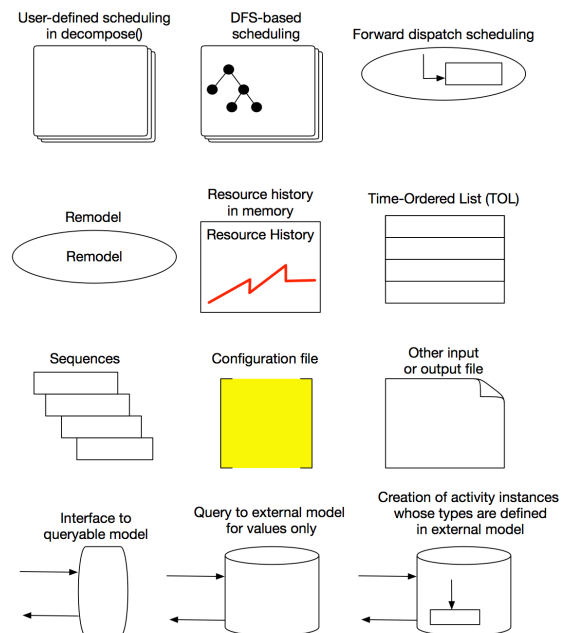 User-defined scheduling
in decompose()
DFS-based
scheduling
Forward dispatch scheduling
Remodel
Remodel
Resource history
in memory
Resource History
Time-Ordered List (TOL)
Sequences
Configuration file
Other input
or output file
Interface to
queryable model
Query to external model
for values only
Creation of activity instances
whose types are defined
in external model